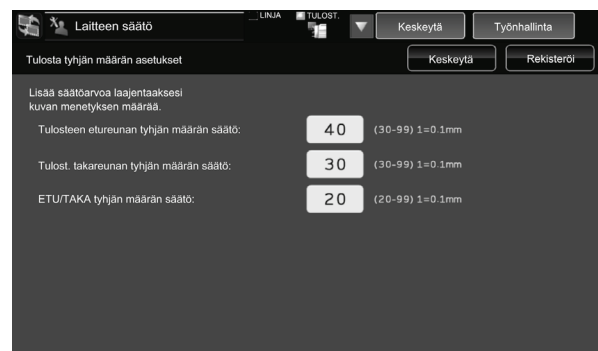 Laitteen säätö
LINJA
TULOST.
Keskeytä
Työnhallinta
Tulosta tyhjän määrän asetukset
Keskeytä
Rekisteröi
Lisää säätöarvoa laajentaaksesi
kuvan menetyksen määrää.
Tulosteen etureunan tyhjän määrän säätö: 40 (30-99) 1=0.1mm
Tulost. takareunan tyhjän määrän säätö: 30 (30-99) 1=0.1mm
ETU/TAKA tyhjän määrän säätö: 20 (20-99) 1=0.1mm